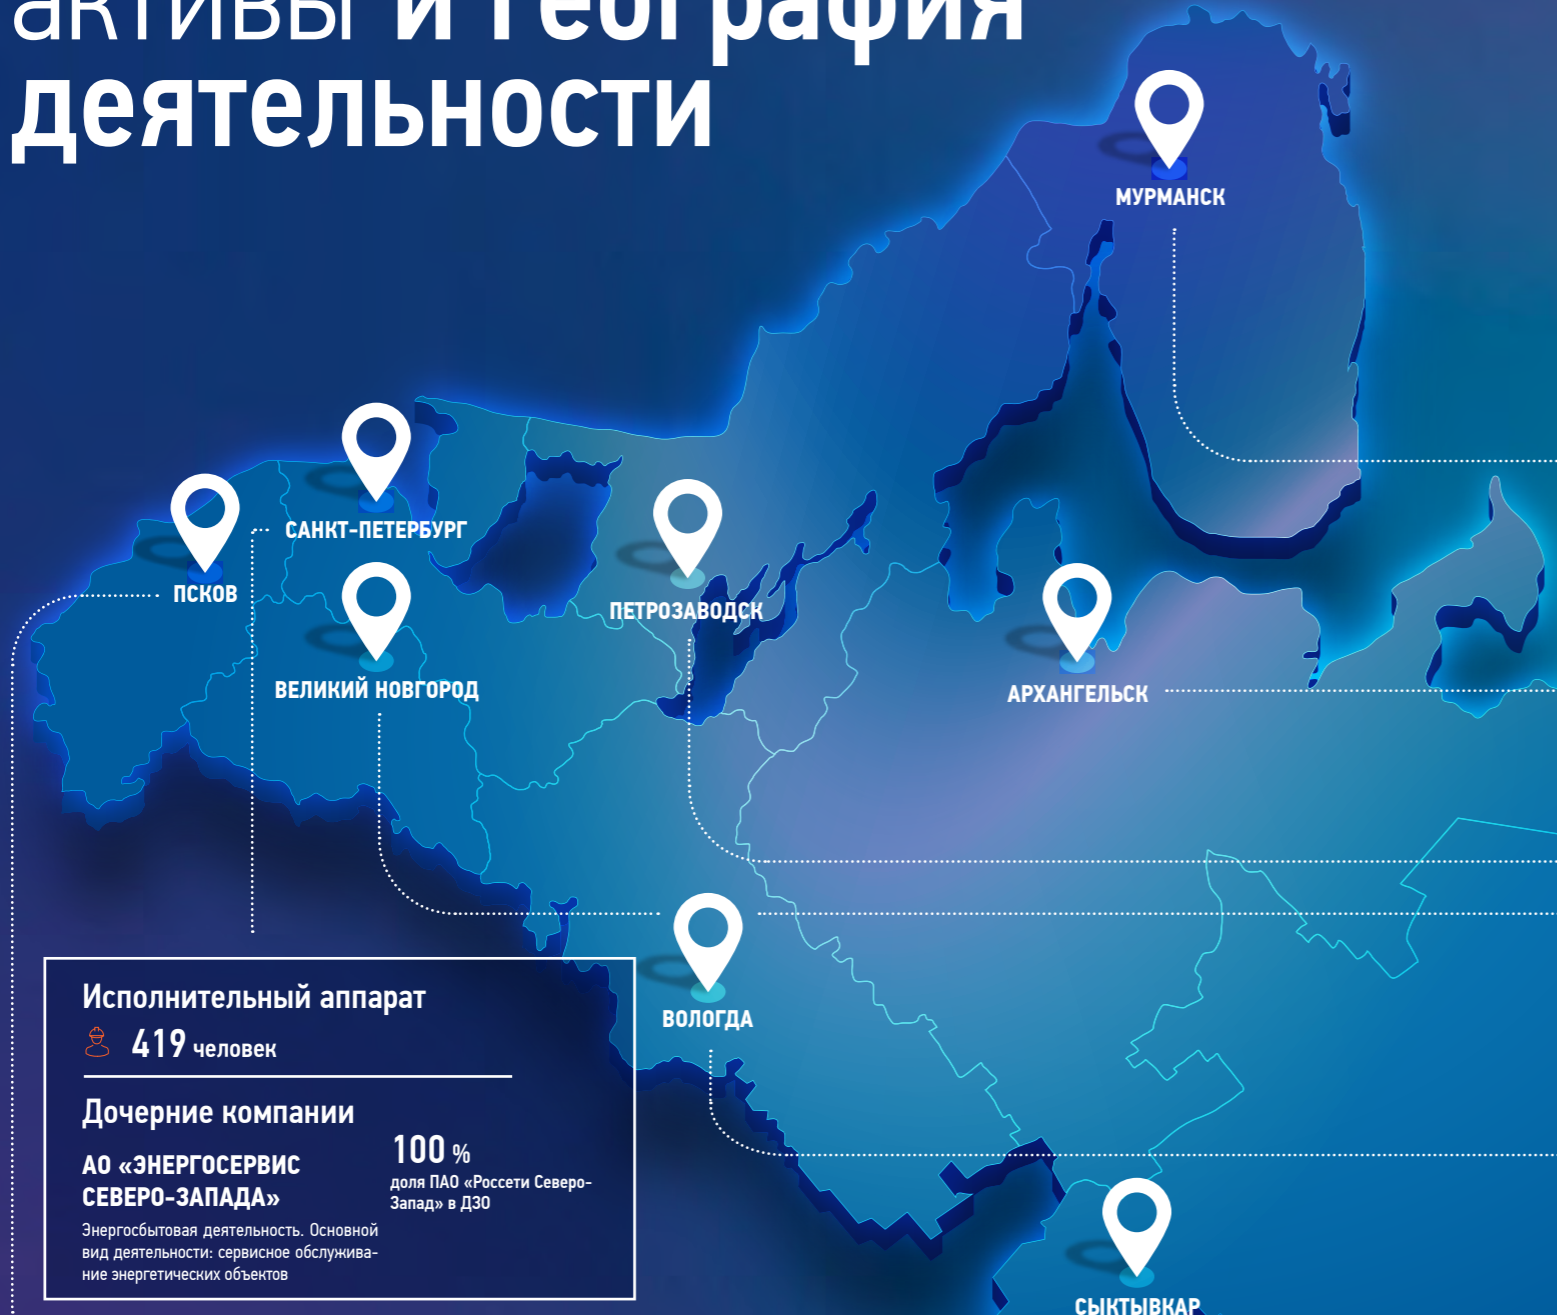 активы и география
деятельности
МУРМАНСК
САНКТ-ПЕТЕРБУРГ
ПСКОВ
ПЕТРОЗАВОДСК
ВЕЛИКИЙ НОВГОРОД
АРХАНГЕЛЬСК
ВОЛОГДА
СЫКТЫВКАР
Исполнительный аппарат
419 человек
Дочерние компании
АО «ЭНЕРГОСЕРВИС
СЕВЕРО-ЗАПАДА»
Энергосбытовая деятельность. Основной
вид деятельности: сервисное обслужива-
ние энергетических объектов
100 %
доля ПАО «Россети Северо-
Запад» в ДЗО